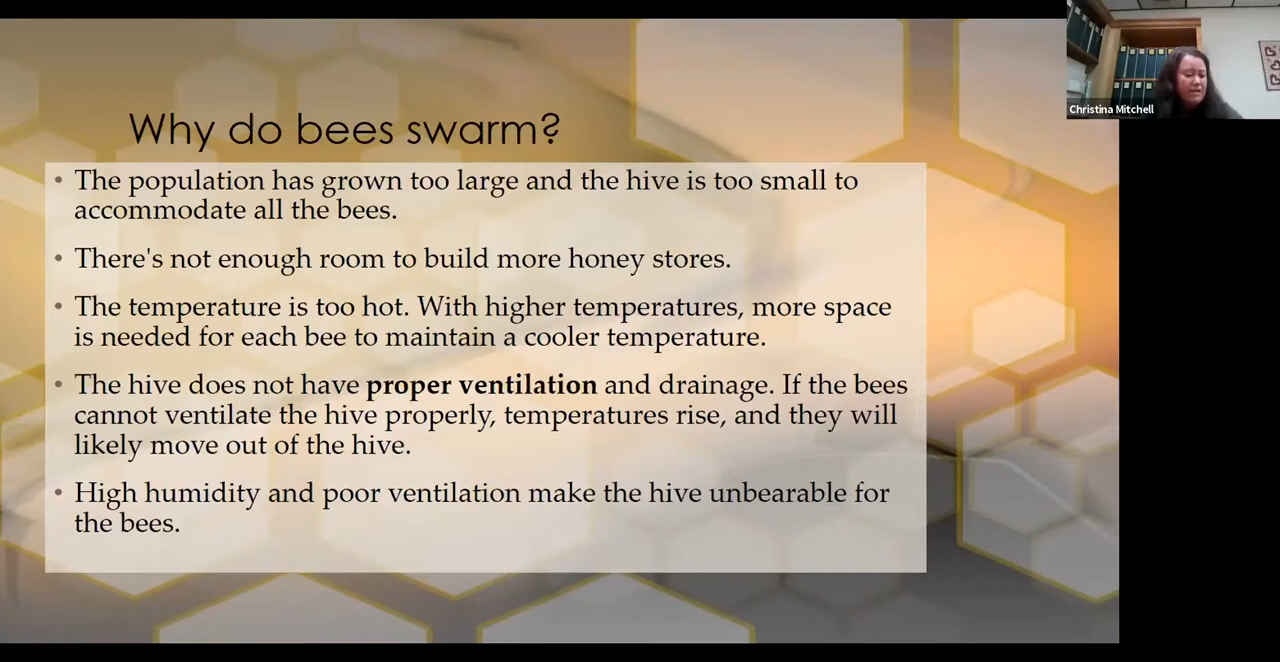 Why do bees swarm?
• The population has grown too large and the hive is too small to
accommodate all the bees.
• There's not enough room to build more honey stores.
• The temperature is too hot. With higher temperatures, more space
is needed for each bee to maintain a cooler temperature.
• The hive does not have proper ventilation and drainage. If the bees
cannot ventilate the hive properly, temperatures rise, and they will
likely move out of the hive.
• High humidity and poor ventilation make the hive unbearable for
the bees.
Christina Mitchell